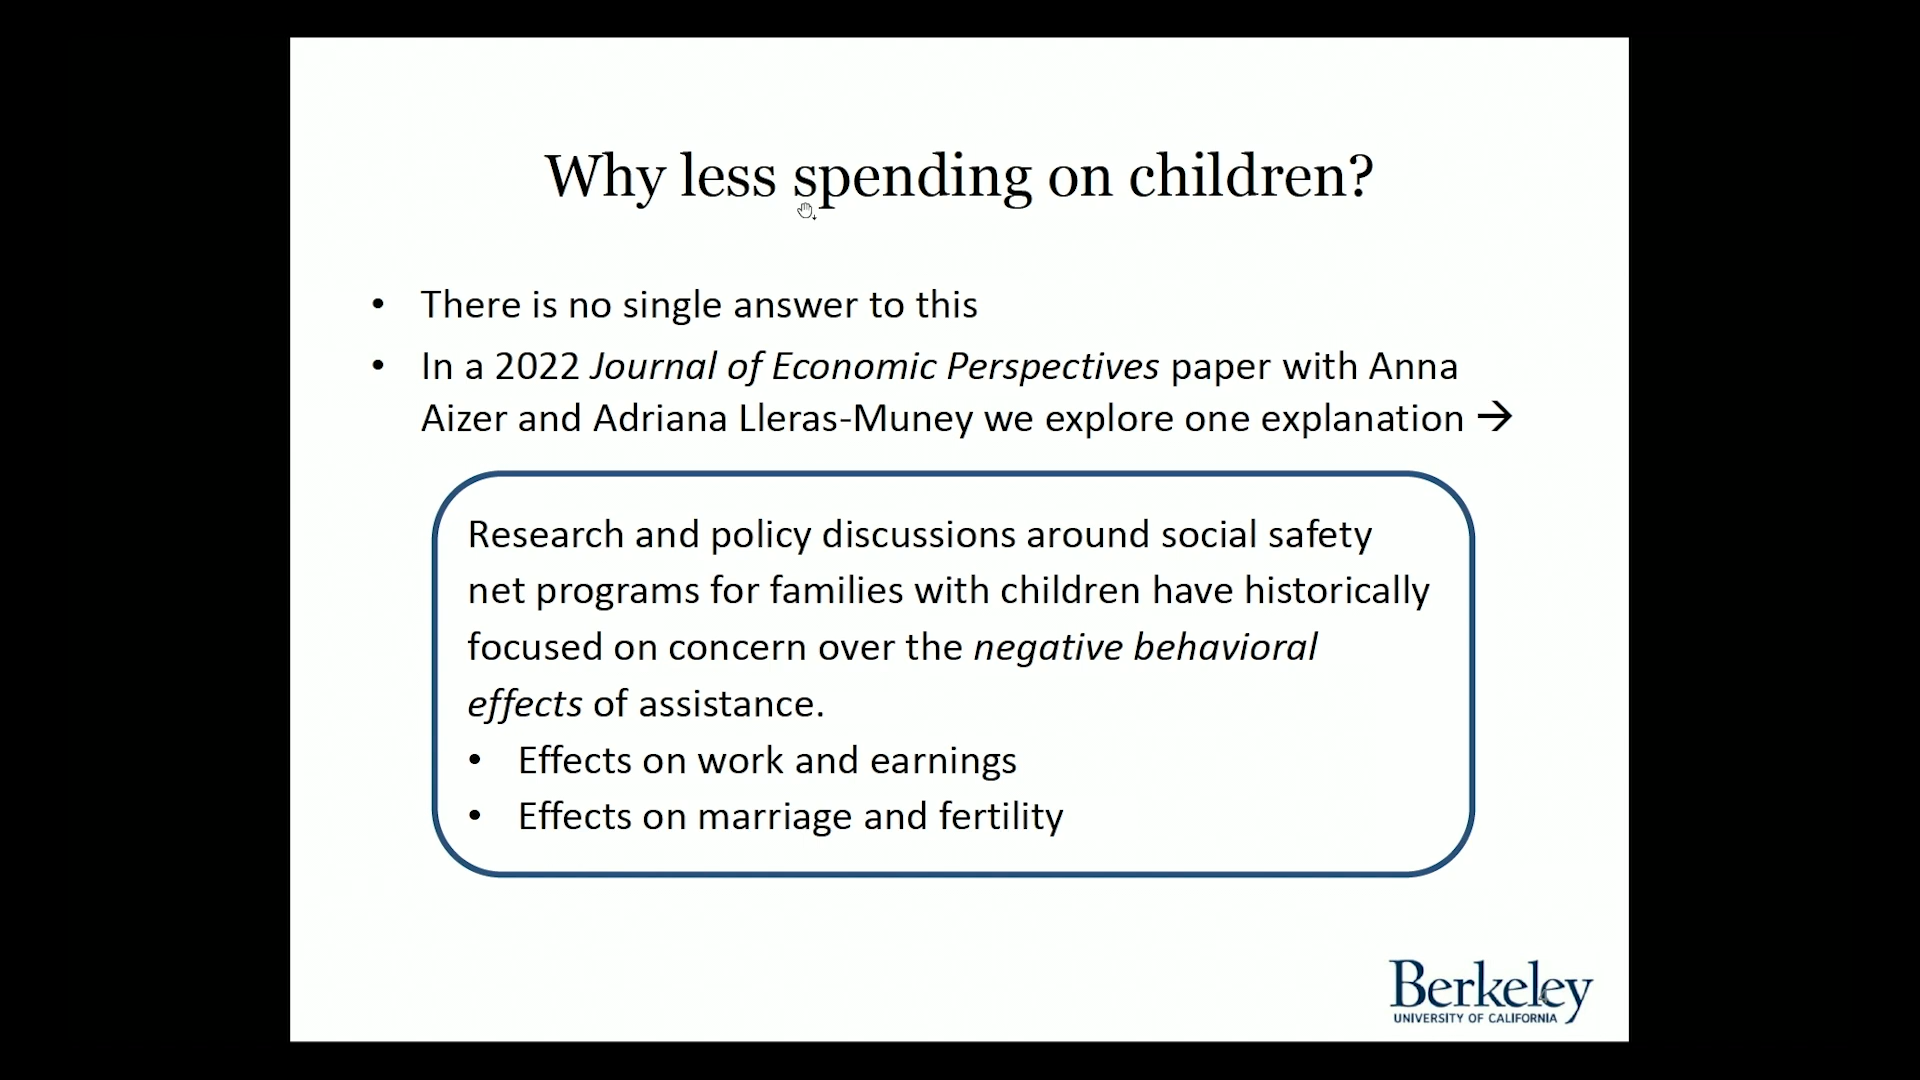 Why less spending on children?
• There is no single answer to this
• In a 2022 Journal of Economic Perspectives paper with Anna
Aizer and Adriana Lleras-Muney we explore one explanation →
Research and policy discussions around social safety
net programs for families with children have historically
focused on concern over the negative behavioral
effects of assistance.
• Effects on work and earnings
• Effects on marriage and fertility
Berkeley
UNIVERSITY OF CALIFORNIA